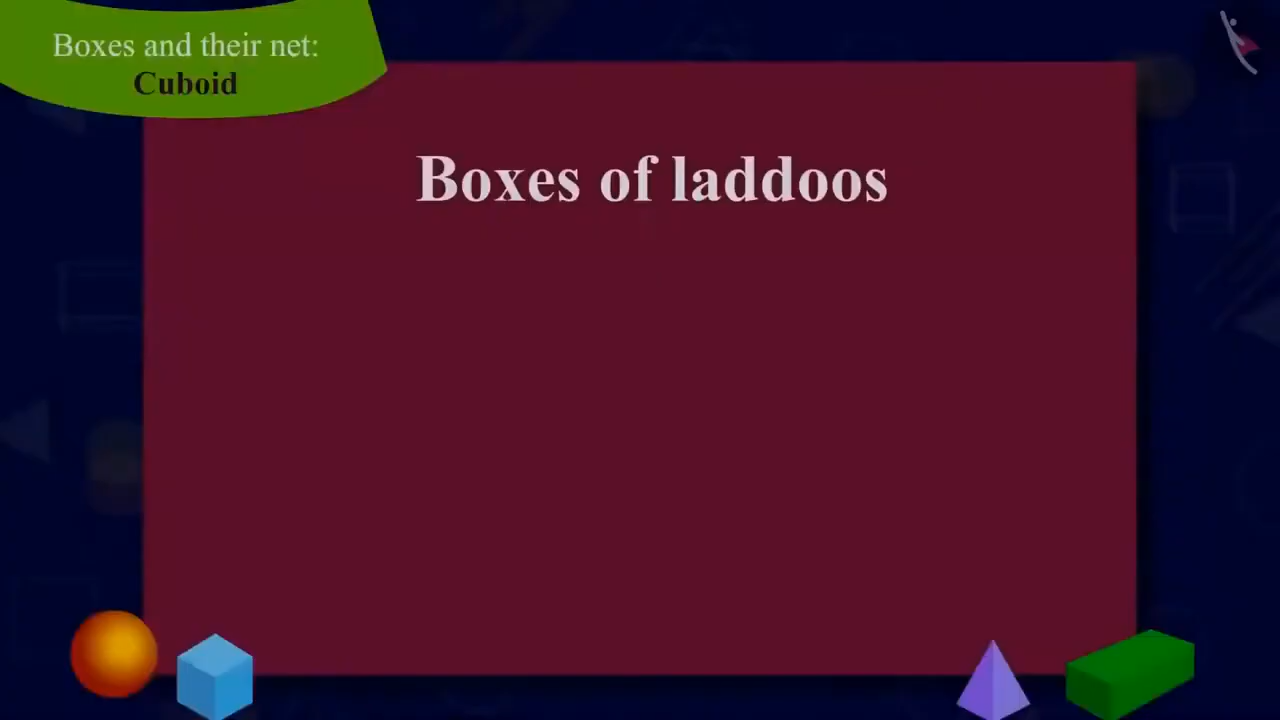 Boxes and their net:
Cuboid
Boxes of laddoos